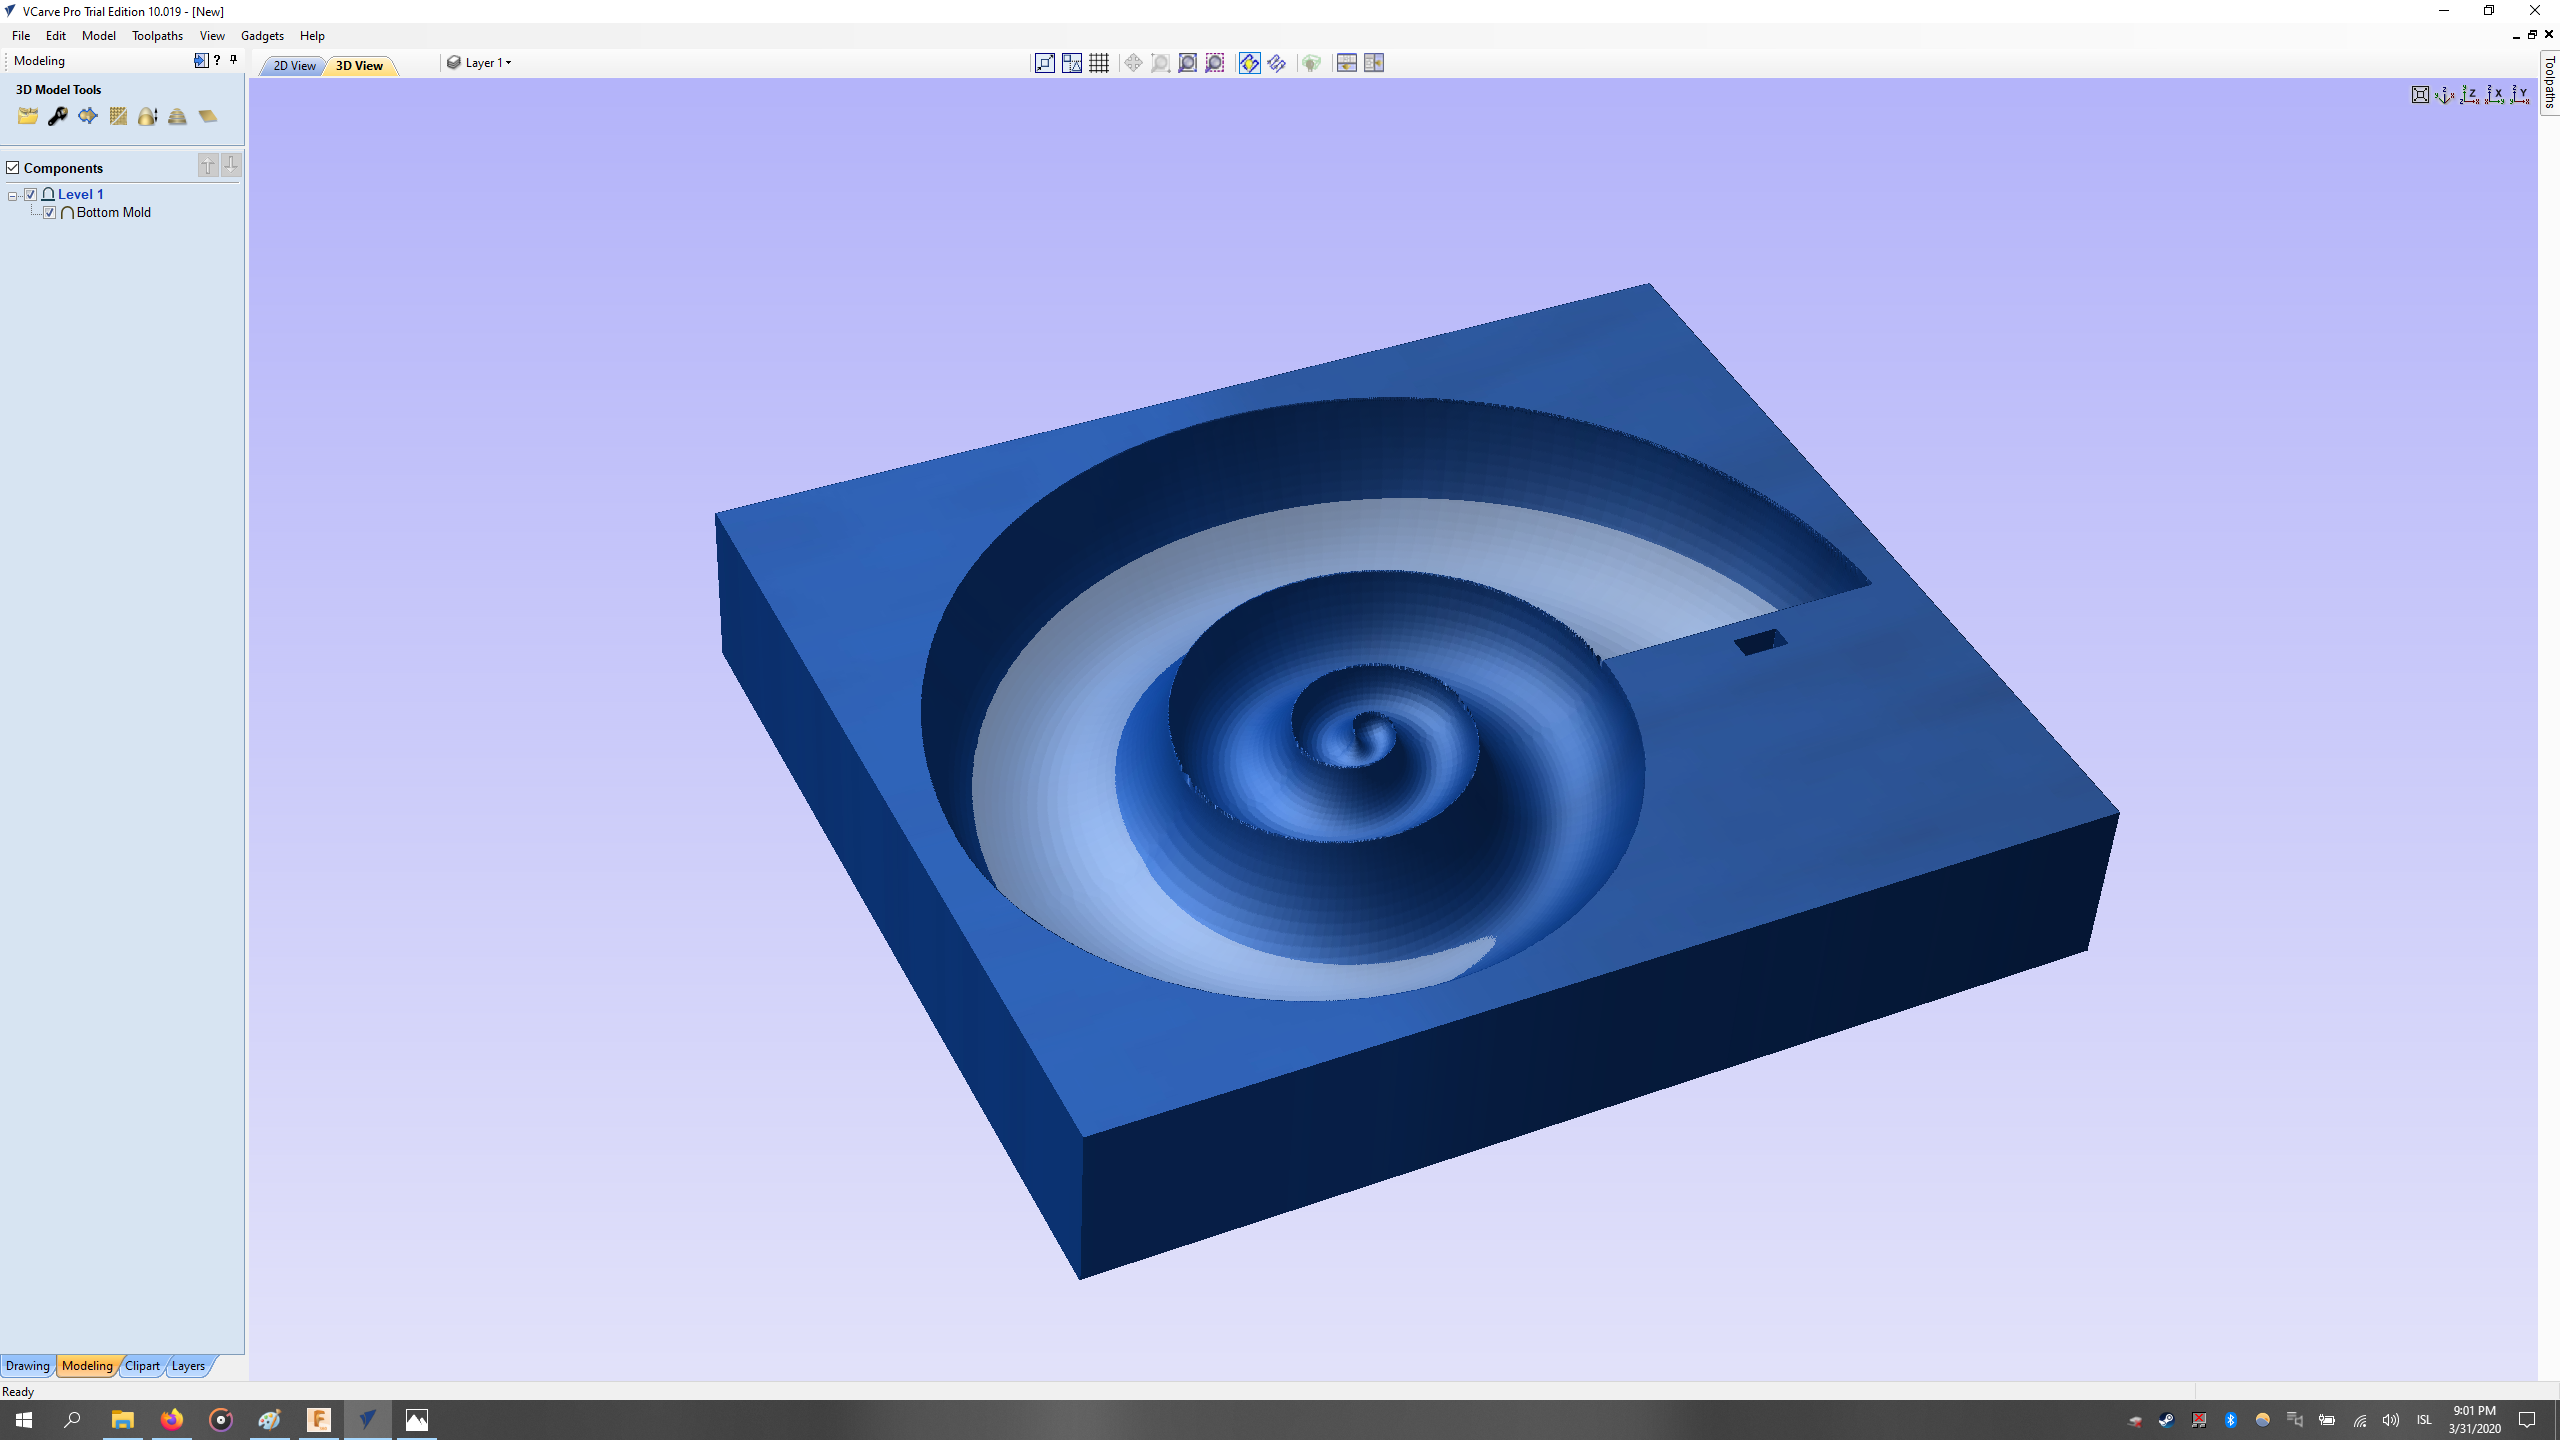 VCarve Pro Trial Edition 10.019 - [New]
File Edit Model Toolpaths View Gadgets Help
Modeling
2D View 3D View Layer 1
Toolpaths
3D Model Tools
Components
Level 1
Bottom Mold
Drawing Modeling Clipart Layers
Ready
ISL
9:01 PM
3/31/2020